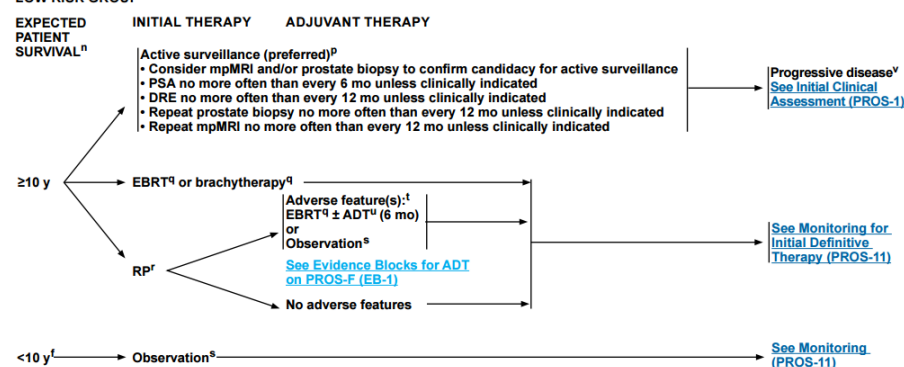 EXPECTED PATIENT SURVIVALⁿ
INITIAL THERAPY
ADJUVANT THERAPY
Active surveillance (preferred)ᵖ
• Consider mpMRI and/or prostate biopsy to confirm candidacy for active surveillance
• PSA no more often than every 6 mo unless clinically indicated
• DRE no more often than every 12 mo unless clinically indicated
• Repeat prostate biopsy no more often than every 12 mo unless clinically indicated
• Repeat mpMRI no more often than every 12 mo unless clinically indicated
Progressive diseaseᵛ
See Initial Clinical
Assessment (PROS-1)
≥10 y
EBRT^q or brachytherapy^q
Adverse feature(s):ᵗ
EBRT^q ± ADTᵘ (6 mo)
or
Observationˢ
See Evidence Blocks for ADT
on PROS-F (EB-1)
RPʳ
No adverse features
See Monitoring for
Initial Definitive
Therapy (PROS-11)
<10 yᶠ
Observationˢ
See Monitoring
(PROS-11)